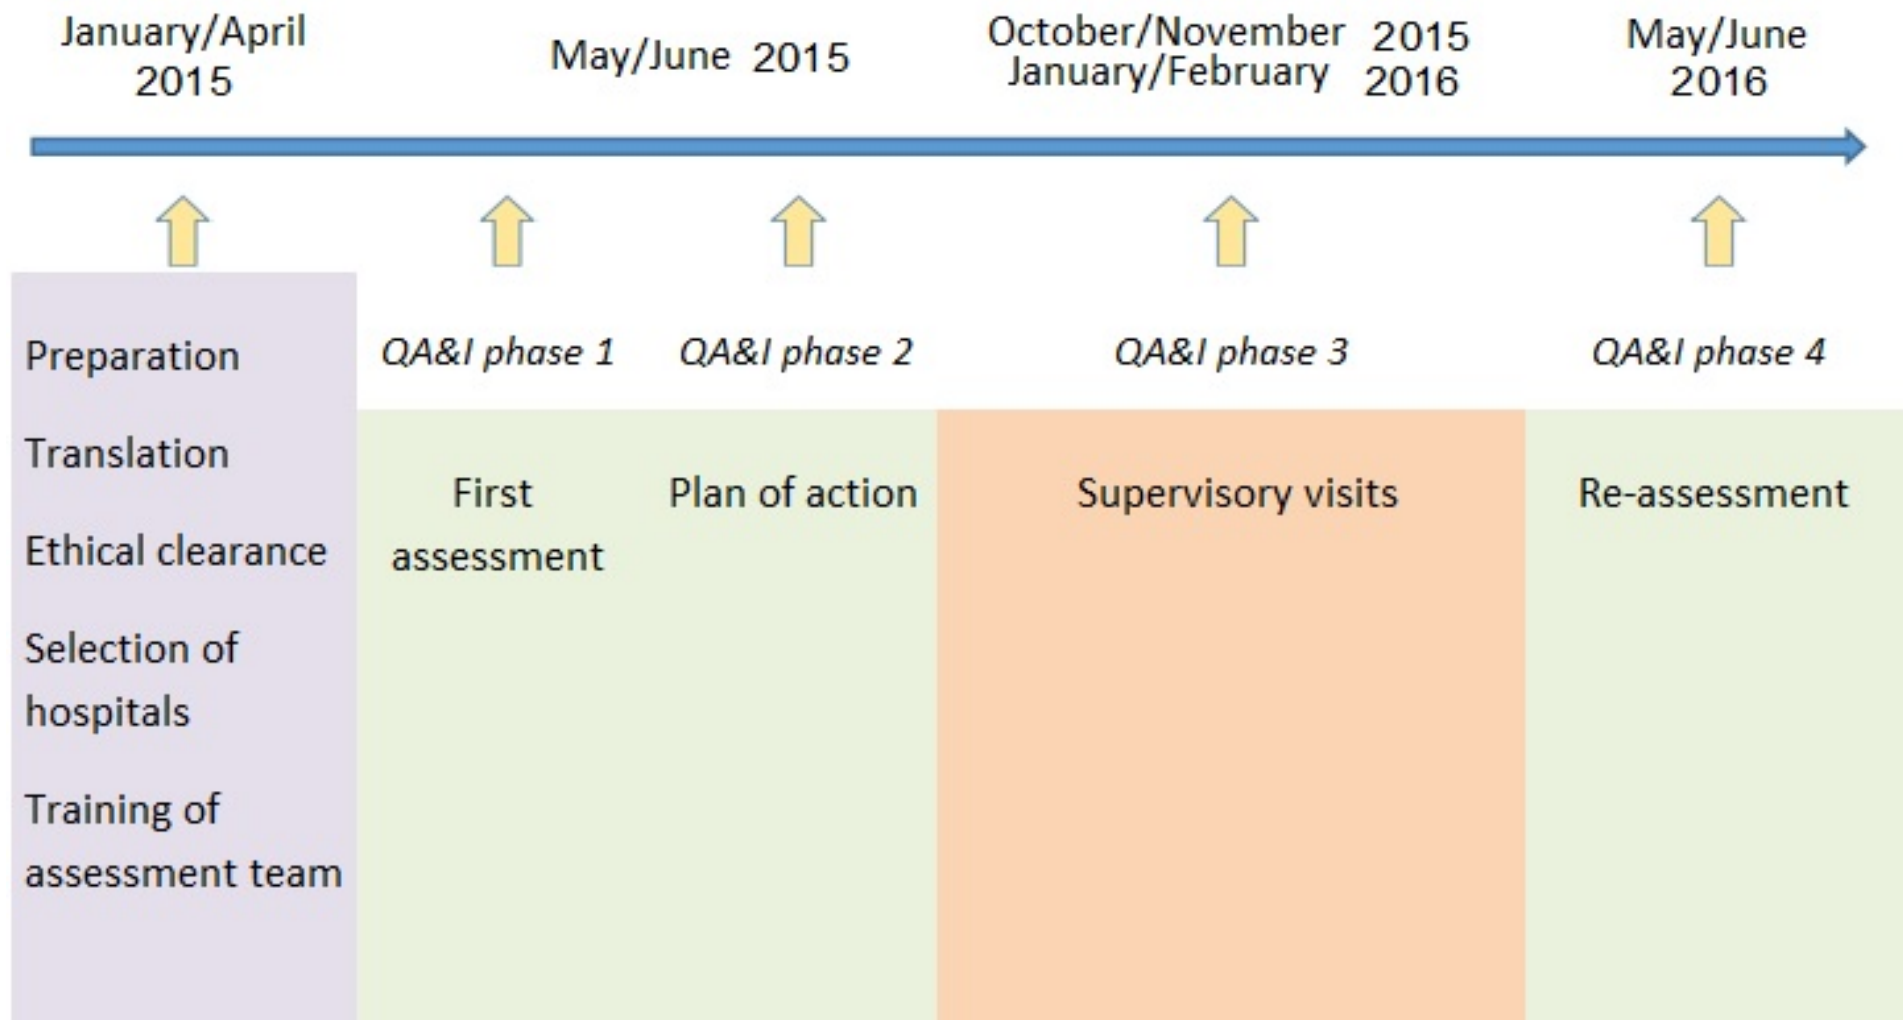 January/April
2015
May/June 2015
October/November 2015
January/February 2016
May/June
2016
Preparation
Translation
Ethical clearance
Selection of
hospitals
Training of
assessment team
QA&I phase 1
First
assessment
QA&I phase 2
Plan of action
QA&I phase 3
Supervisory visits
QA&I phase 4
Re-assessment